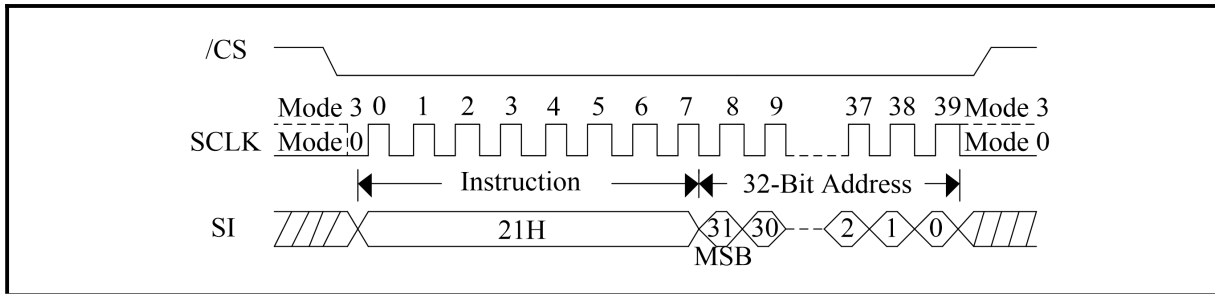 /CS
Mode 3 0 1 2 3 4 5 6 7 8 9 37 38 39 Mode 3
SCLK Mode 0 Mode 0
Instruction 32-Bit Address
SI 21H 31 30 2 1 0
MSB